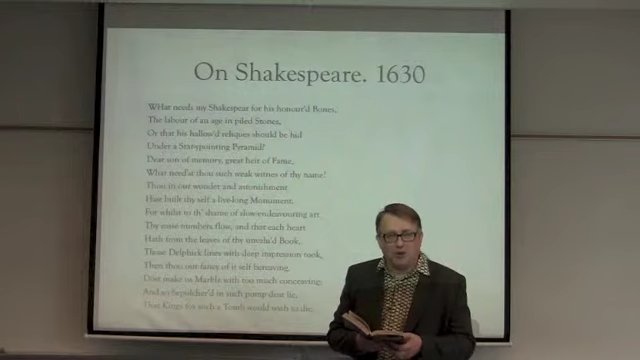 On Shakespeare. 1630
WHat needs my Shakespear for his honour'd Bones,
The labour of an age in piled Stones,
Or that his hallow'd reliques should be hid
Under a Starypointing Pyramid?
Dear son of memory, great heir of Fame,
What need'st thou such weak witnes of thy name?
Thou in our wonder and astonishment
Hast built thy self a live-long Monument.
For whilst to th' shame of slow-endeavouring art
Thy easie numbers flow, and that each heart
Hath from the leaves of thy unvalu'd Book,
Those Delphick lines with deep impression took,
Then thou our fancy of it self bereaving,
Dost make us Marble with too much conceaving;
And so Sepulcher'd in such pomp dost lie,
That Kings for such a Tomb would wish to die.